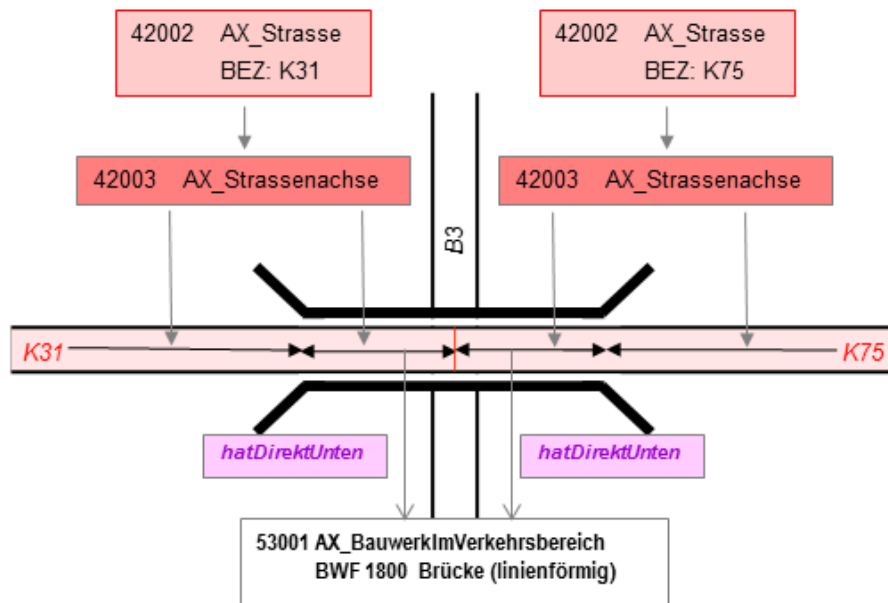 42002 AX_Strasse
BEZ: K31
42002 AX_Strasse
BEZ: K75
42003 AX_Strassenachse
42003 AX_Strassenachse
B3
K31
K75
hatDirektUnten
hatDirektUnten
53001 AX_BauwerkImVerkehrsbereich
BWF 1800 Brücke (linienförmig)